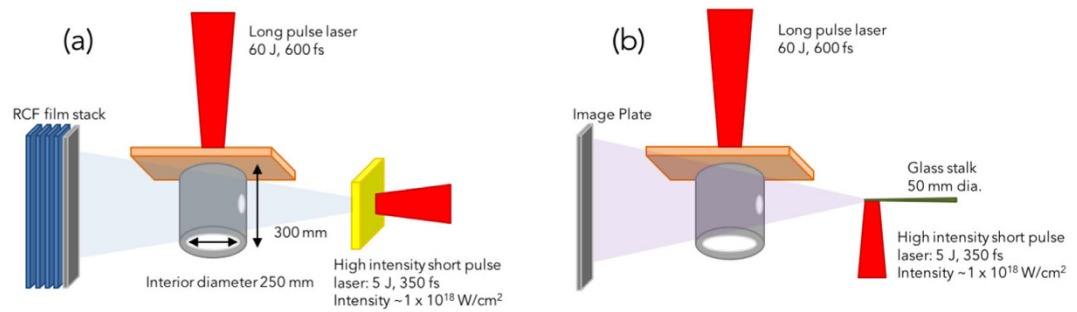 (a)
Long pulse laser
60 J, 600 fs
RCF film stack
300 mm
Interior diameter 250 mm
High intensity short pulse
laser: 5 J, 350 fs
Intensity ~1 x 10¹⁸ W/cm²
(b)
Long pulse laser
60 J, 600 fs
Image Plate
Glass stalk
50 mm dia.
High intensity short pulse
laser: 5 J, 350 fs
Intensity ~1 x 10¹⁸ W/cm²